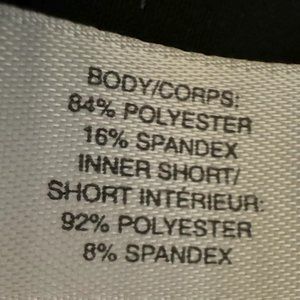 BODY/CORPS:
84% POLYESTER
16% SPANDEX
INNER SHORT/
SHORT INTÉRIEUR:
92% POLYESTER
8% SPANDEX